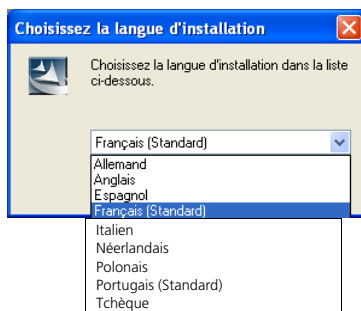 Choisissez la langue d'installation
Choisissez la langue d'installation dans la liste
ci-dessous.
Français (Standard)
Allemand
Anglais
Espagnol
Français (Standard)
Italien
Néerlandais
Polonais
Portugais (Standard)
Tchèque